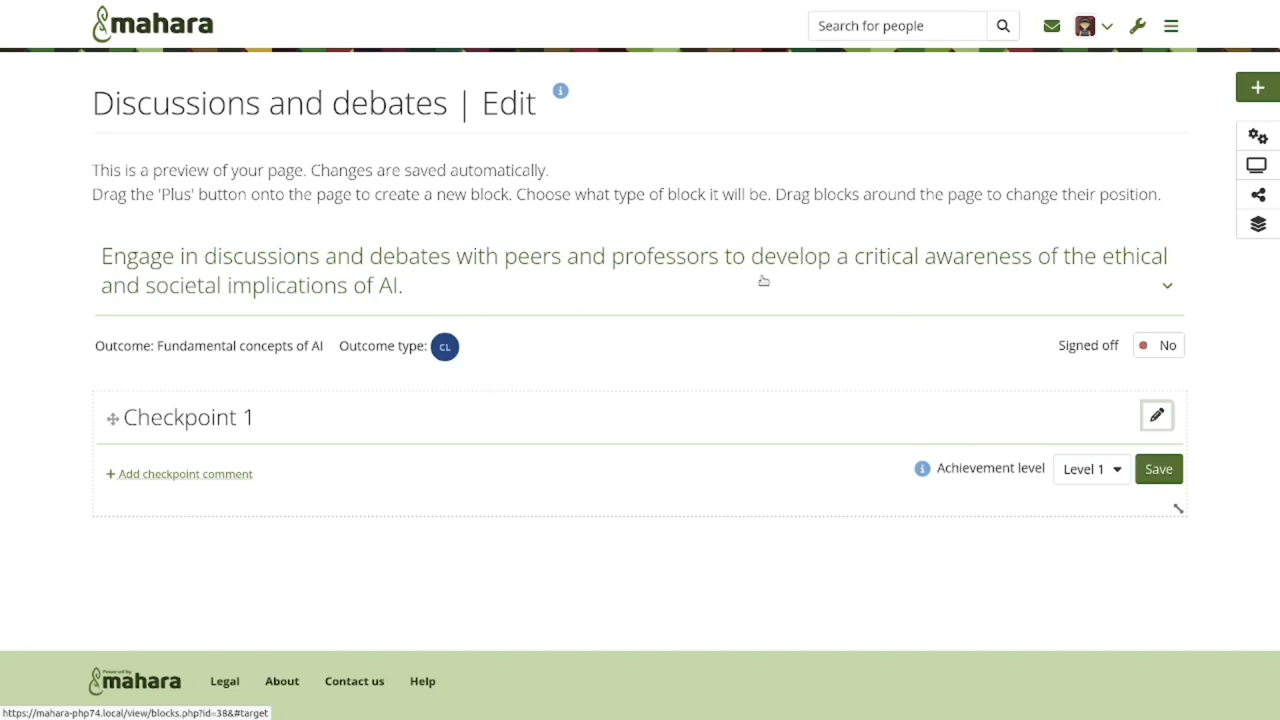 mahara
Search for people
Discussions and debates | Edit
This is a preview of your page. Changes are saved automatically.
Drag the 'Plus' button onto the page to create a new block. Choose what type of block it will be. Drag blocks around the page to change their position.
Engage in discussions and debates with peers and professors to develop a critical awareness of the ethical
and societal implications of AI.
Outcome: Fundamental concepts of AI Outcome type: CL Signed off No
Checkpoint 1
+ Add checkpoint comment Achievement level Level 1 Save
Powered by
mahara Legal About Contact us Help
https://mahara-php74.local/view/blocks.php?id=38&#target